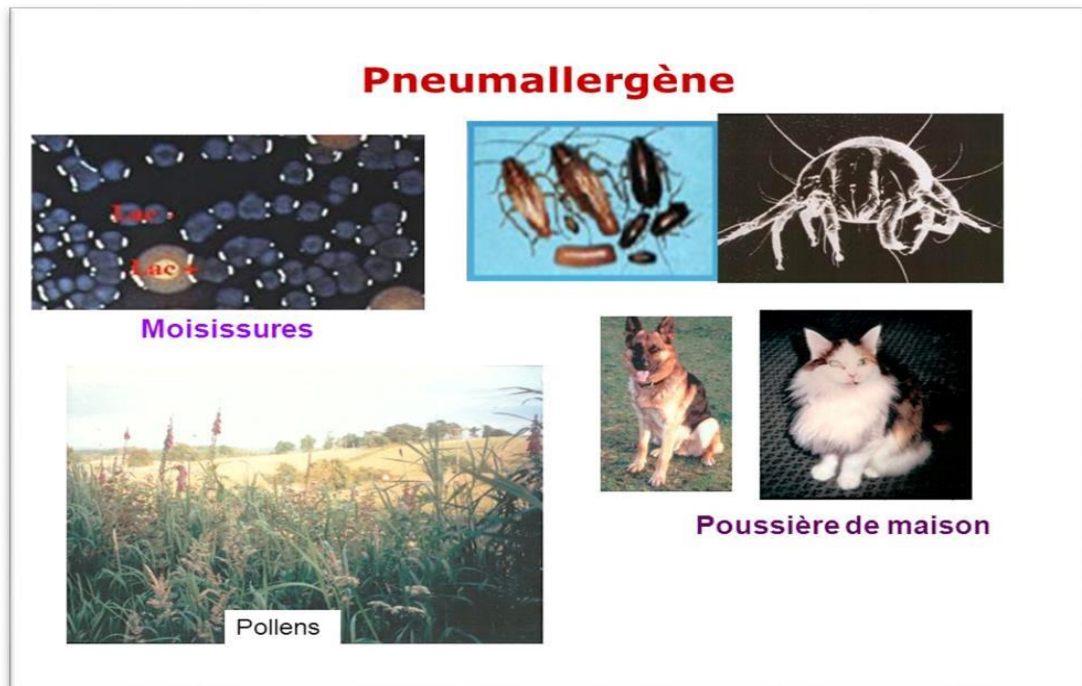 Pneumallergène
Lac -
Lac +
Moisissures
Poussière de maison
Pollens